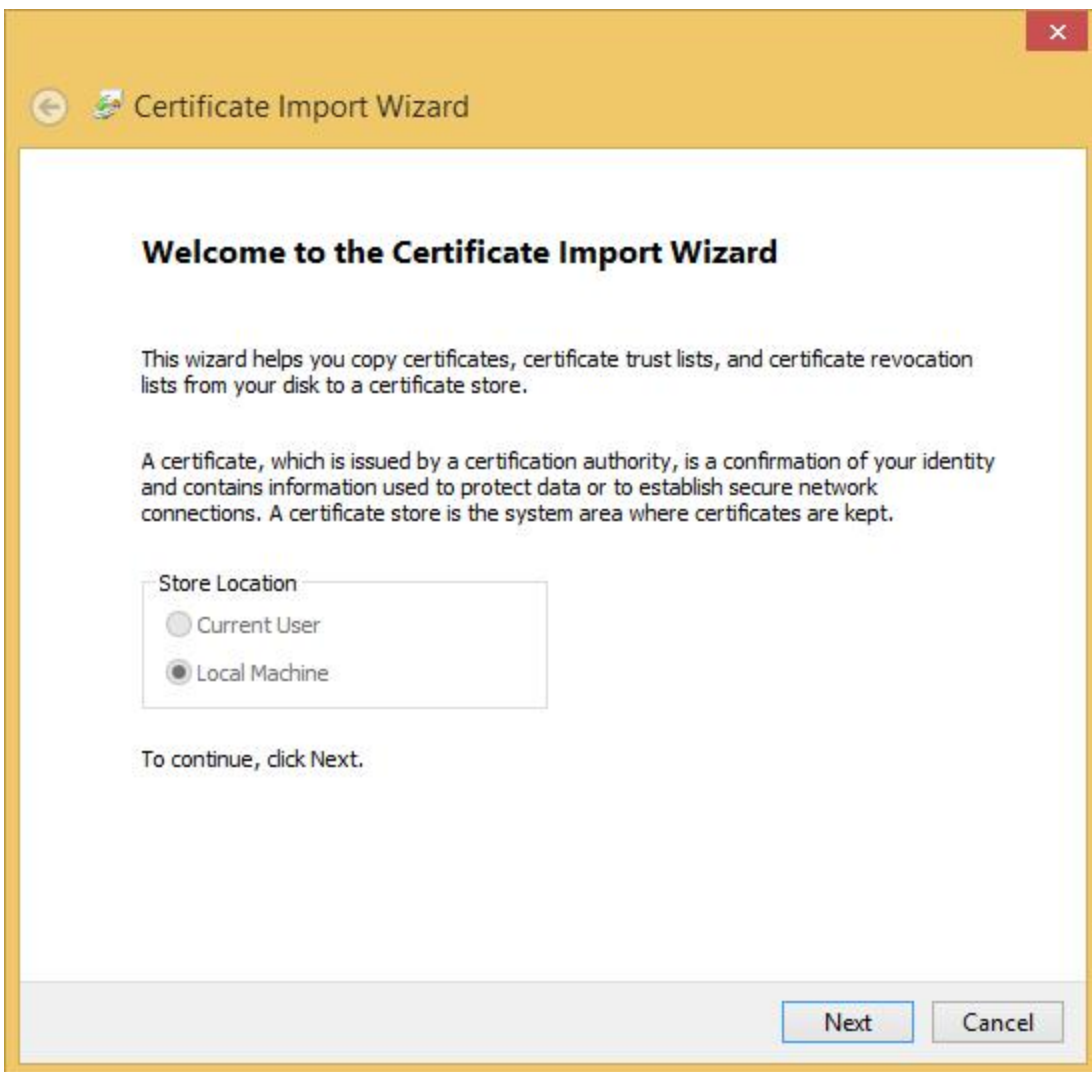 Certificate Import Wizard
Welcome to the Certificate Import Wizard
This wizard helps you copy certificates, certificate trust lists, and certificate revocation
lists from your disk to a certificate store.
A certificate, which is issued by a certification authority, is a confirmation of your identity
and contains information used to protect data or to establish secure network
connections. A certificate store is the system area where certificates are kept.
Store Location
Current User
Local Machine
To continue, click Next.
Next
Cancel